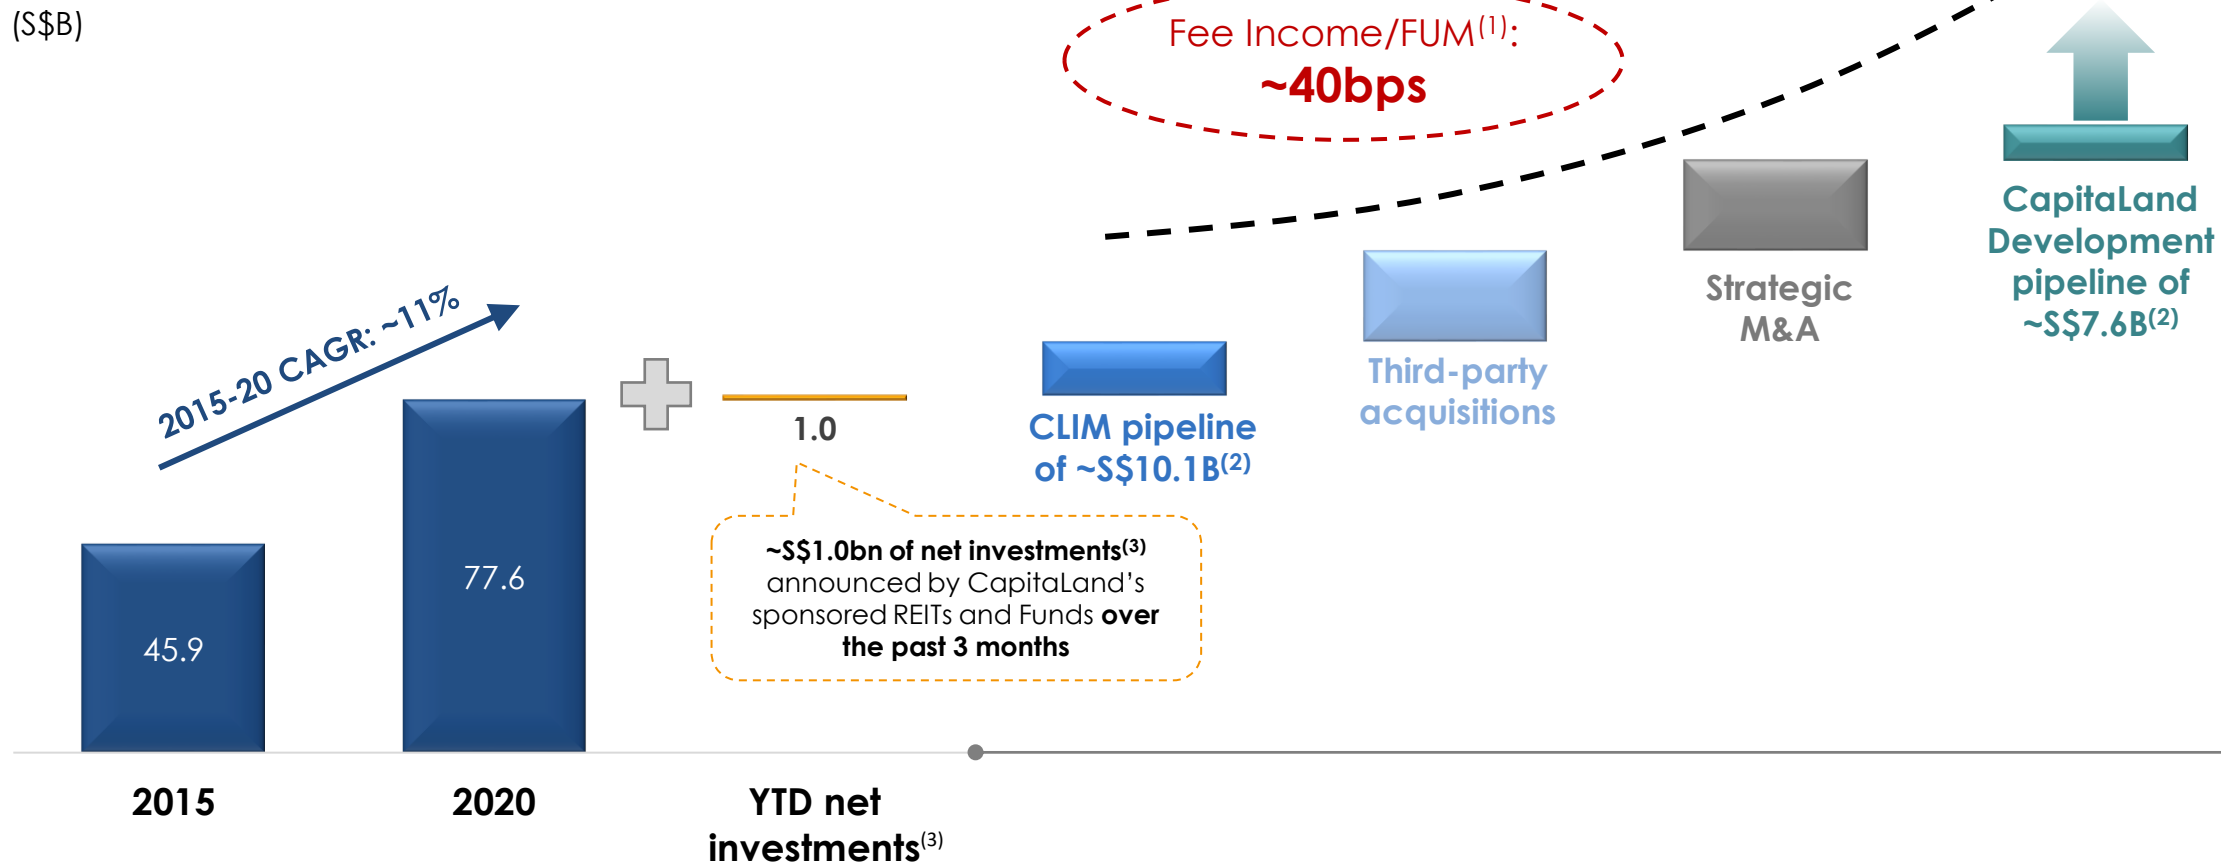 (S$B)
Fee Income/FUM(1):
~40bps
2015-20 CAGR: ~11%
45.9
77.6
1.0
~S$1.0bn of net investments(3)
announced by CapitaLand's
sponsored REITs and Funds over
the past 3 months
CLIM pipeline
of ~S$10.1B(2)
Third-party
acquisitions
Strategic
M&A
CapitaLand
Development
pipeline of
~S$7.6B(2)
2015
2020
YTD net
investments(3)